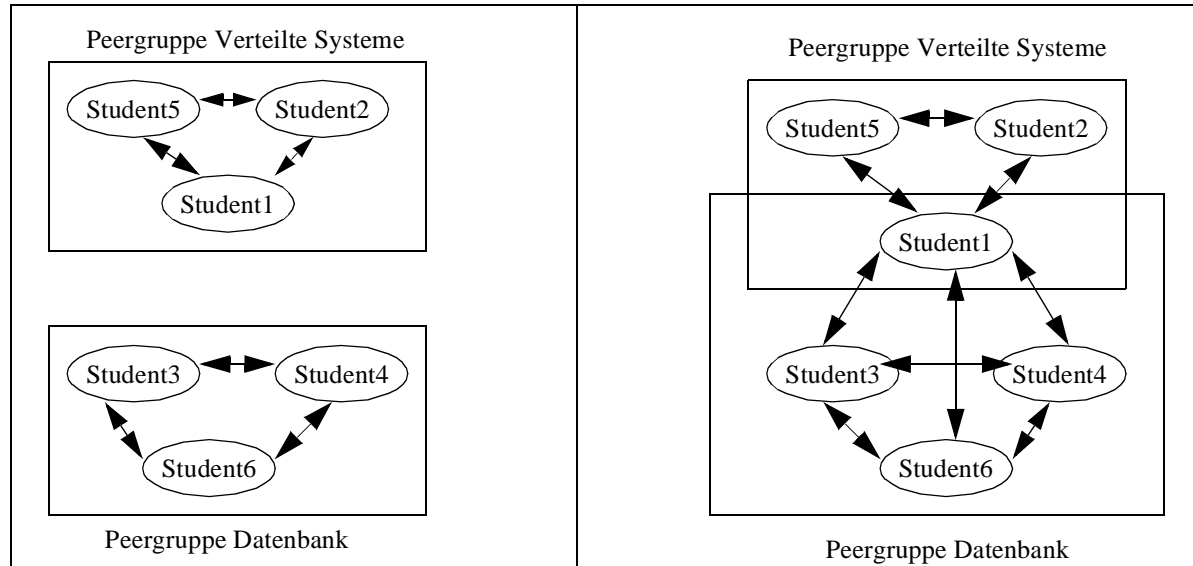 Peergruppe Verteilte Systeme
Student5
Student2
Student1
Student3
Student4
Student6
Peergruppe Datenbank
Peergruppe Verteilte Systeme
Student5
Student2
Student1
Student3
Student4
Student6
Peergruppe Datenbank